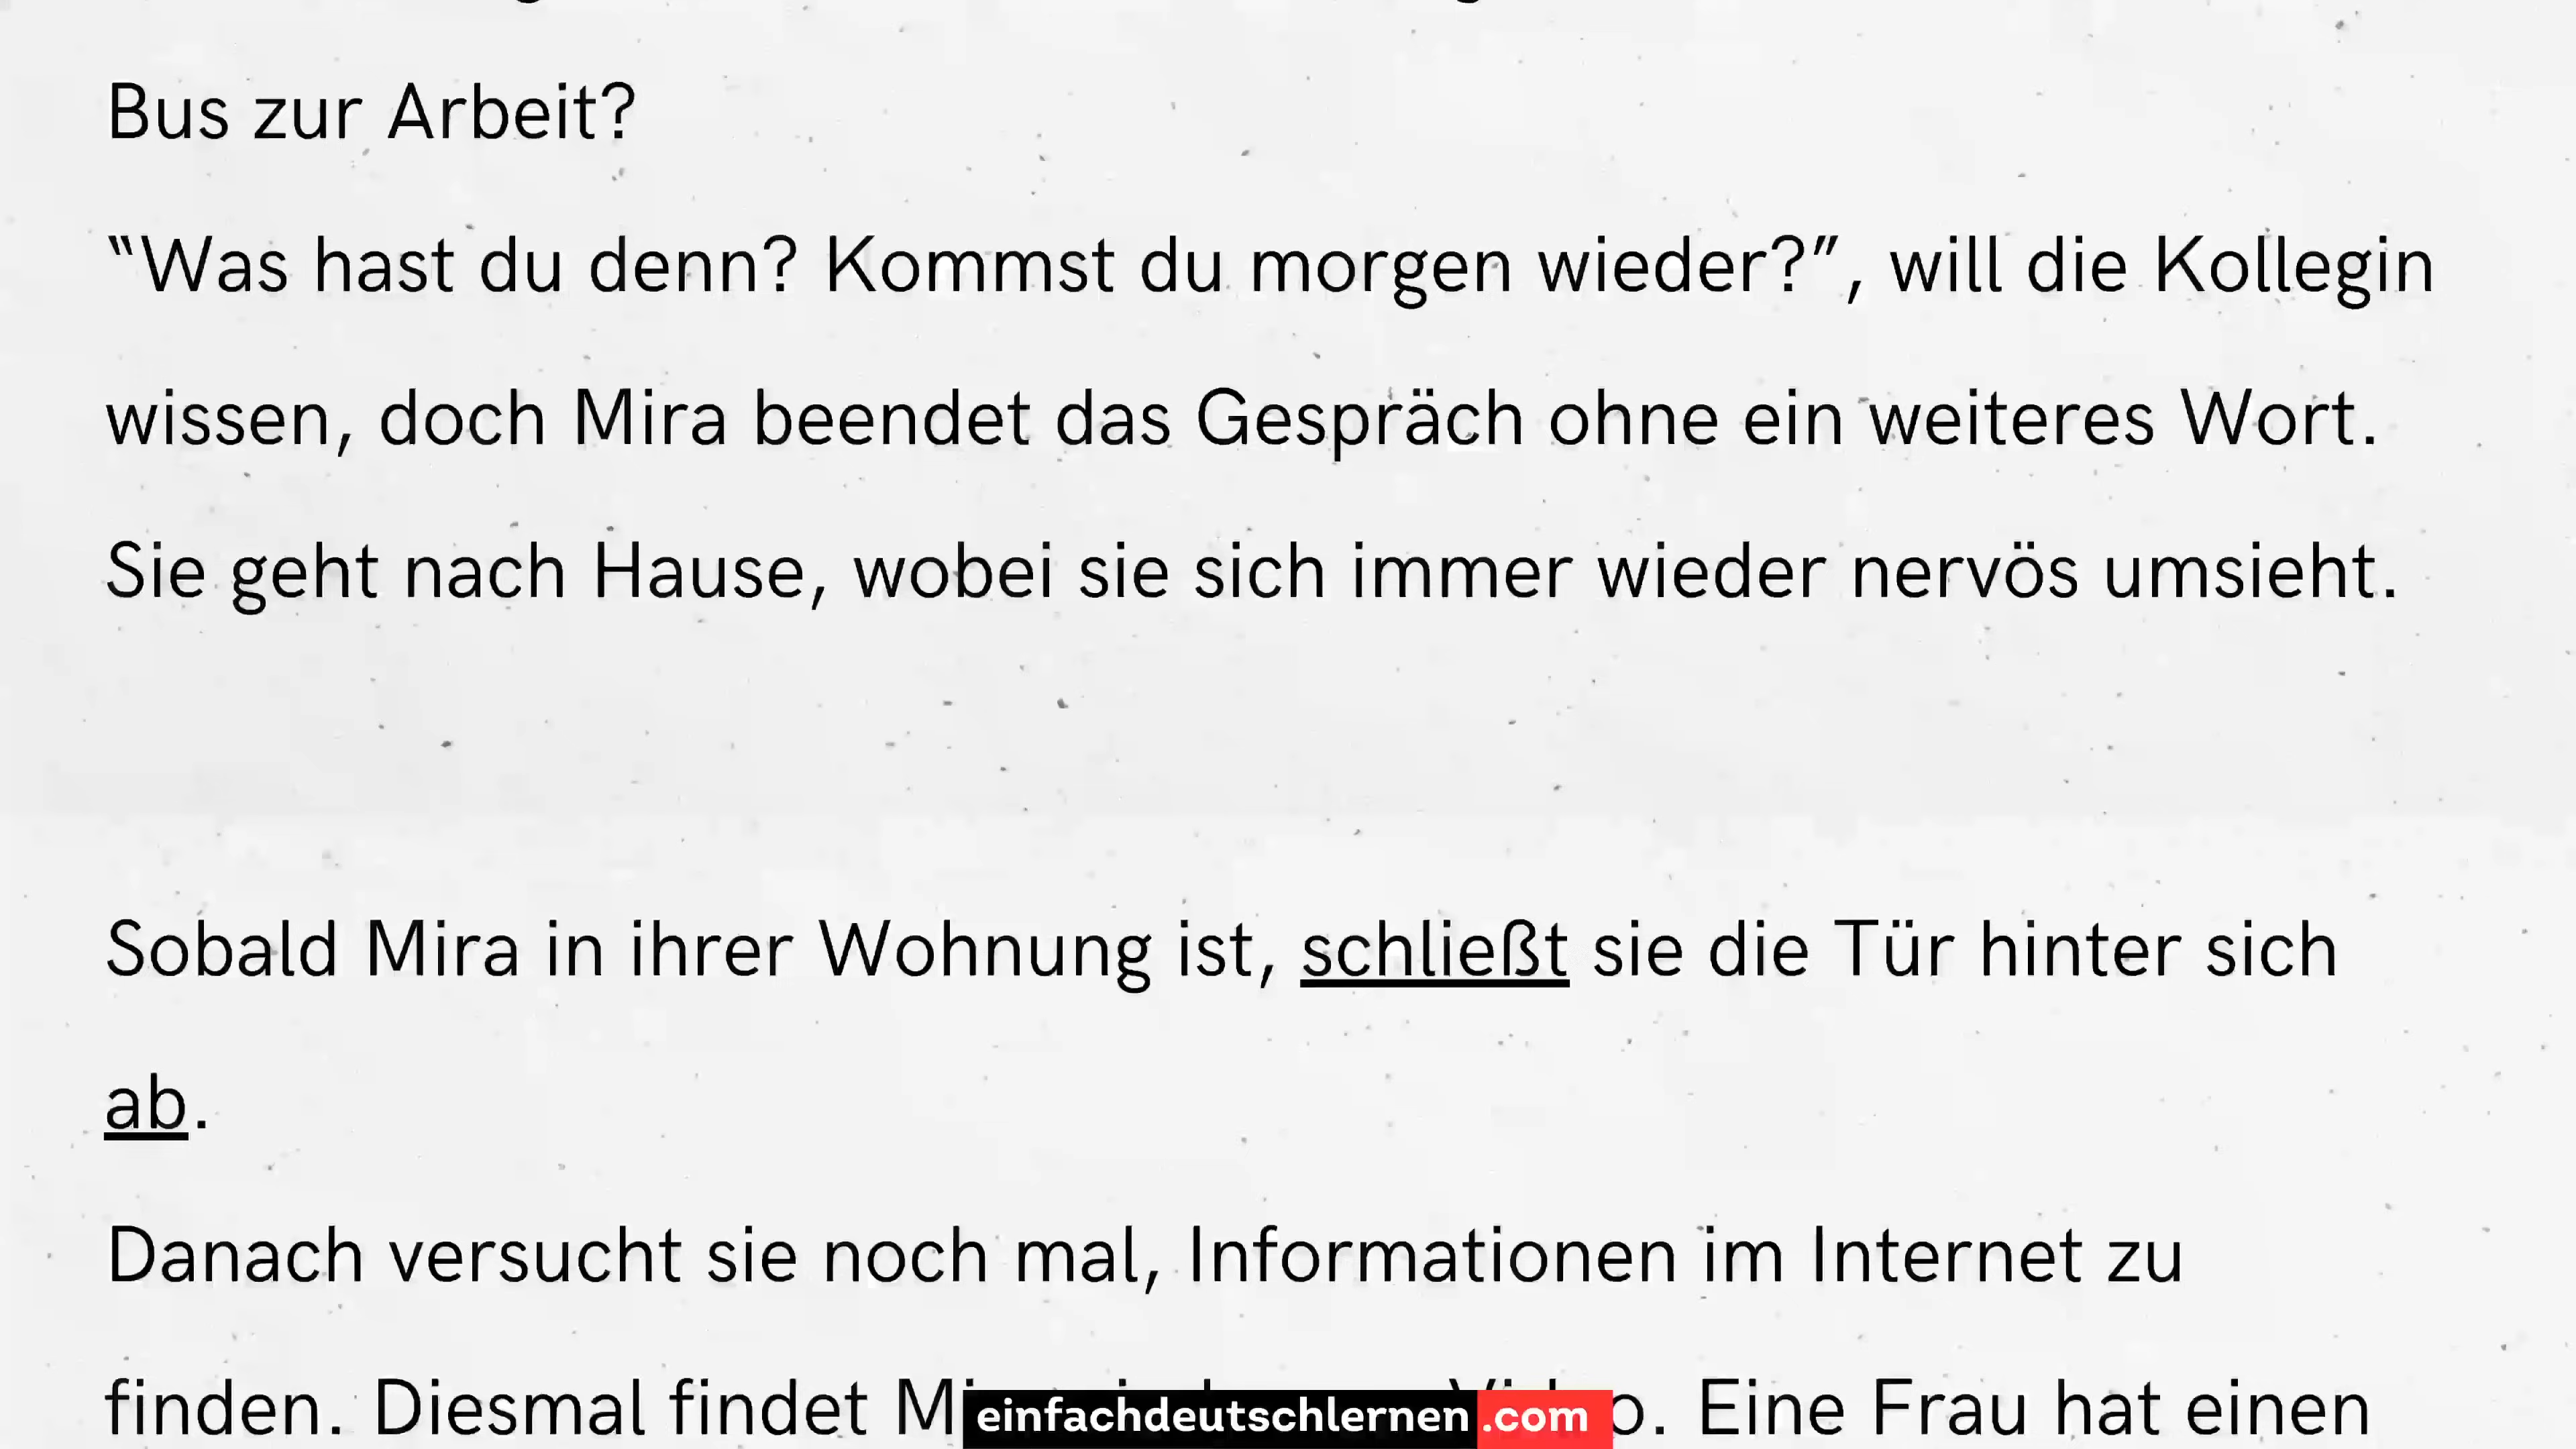 Bus zur Arbeit?
“Was hast du denn? Kommst du morgen wieder?”, will die Kollegin
wissen, doch Mira beendet das Gespräch ohne ein weiteres Wort.
Sie geht nach Hause, wobei sie sich immer wieder nervös umsieht.
Sobald Mira in ihrer Wohnung ist, schließt sie die Tür hinter sich
ab.
Danach versucht sie noch mal, Informationen im Internet zu
finden. Diesmal findet Eine Frau hat einen
einfachdeutschlernen.com